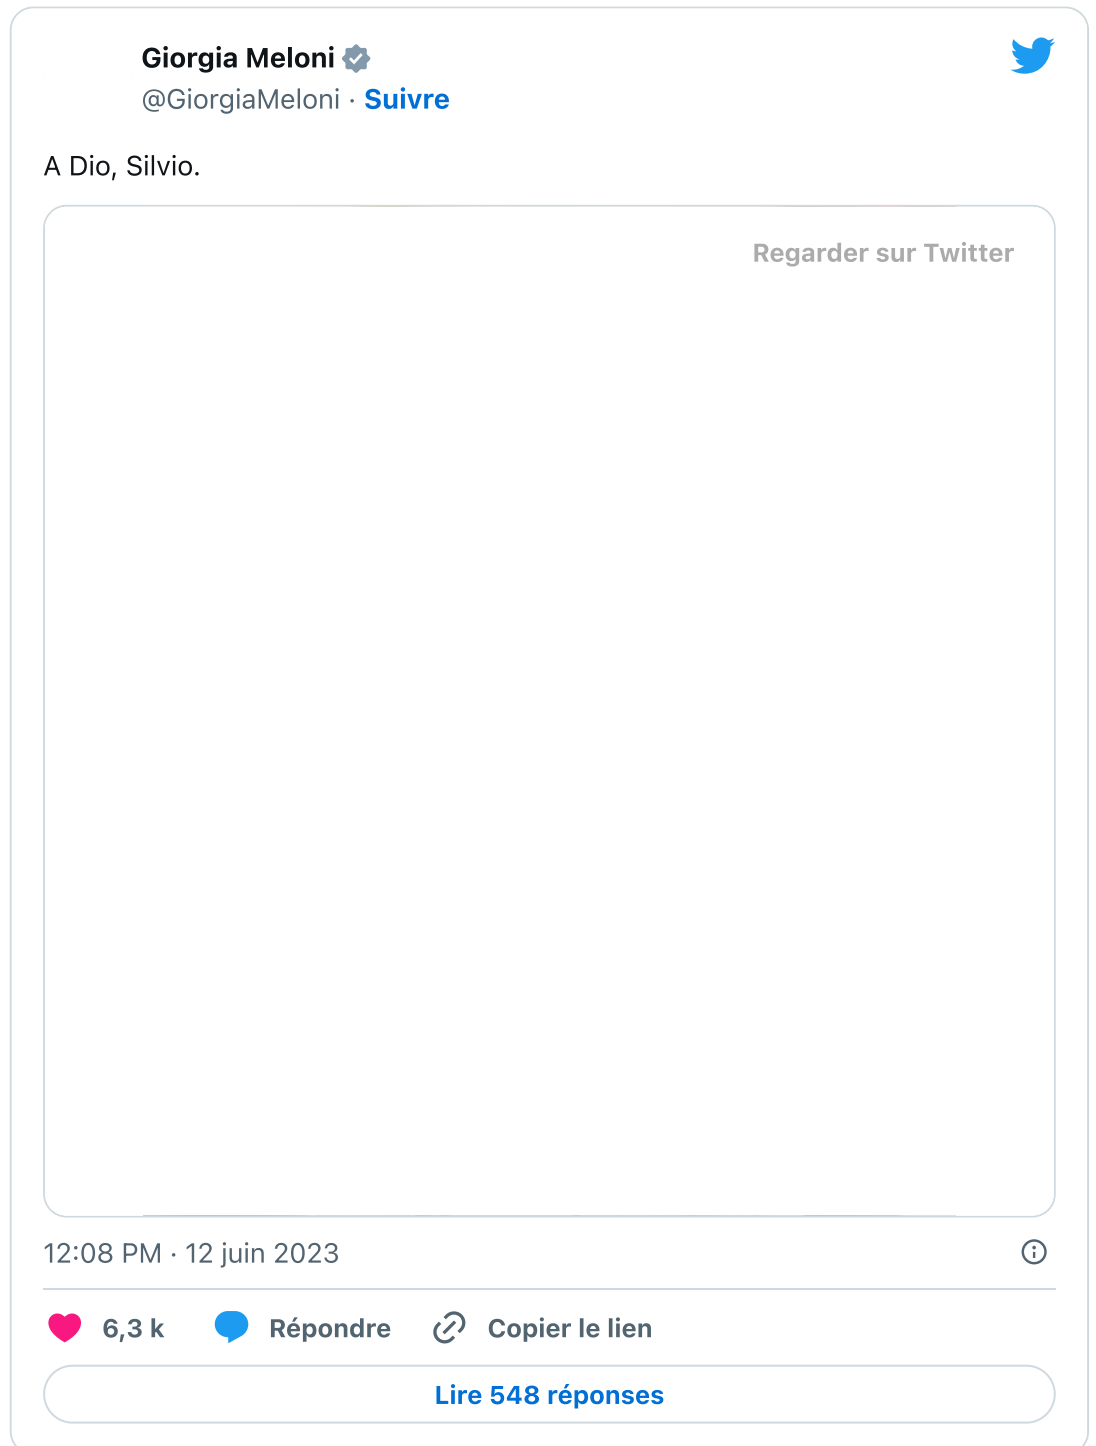 Giorgia Meloni
@GiorgiaMeloni · Suivre
A Dio, Silvio.
Regarder sur Twitter
12:08 PM · 12 juin 2023
6,3 k Répondre Copier le lien
Lire 548 réponses